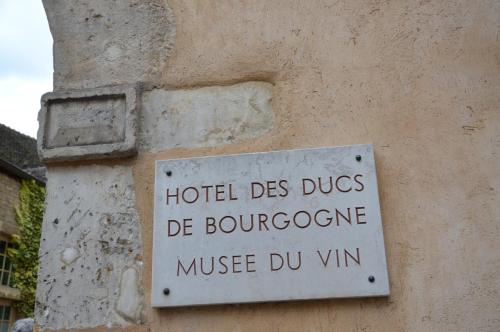 HOTEL DES DUCS
DE BOURGOGNE
MUSEE DU VIN